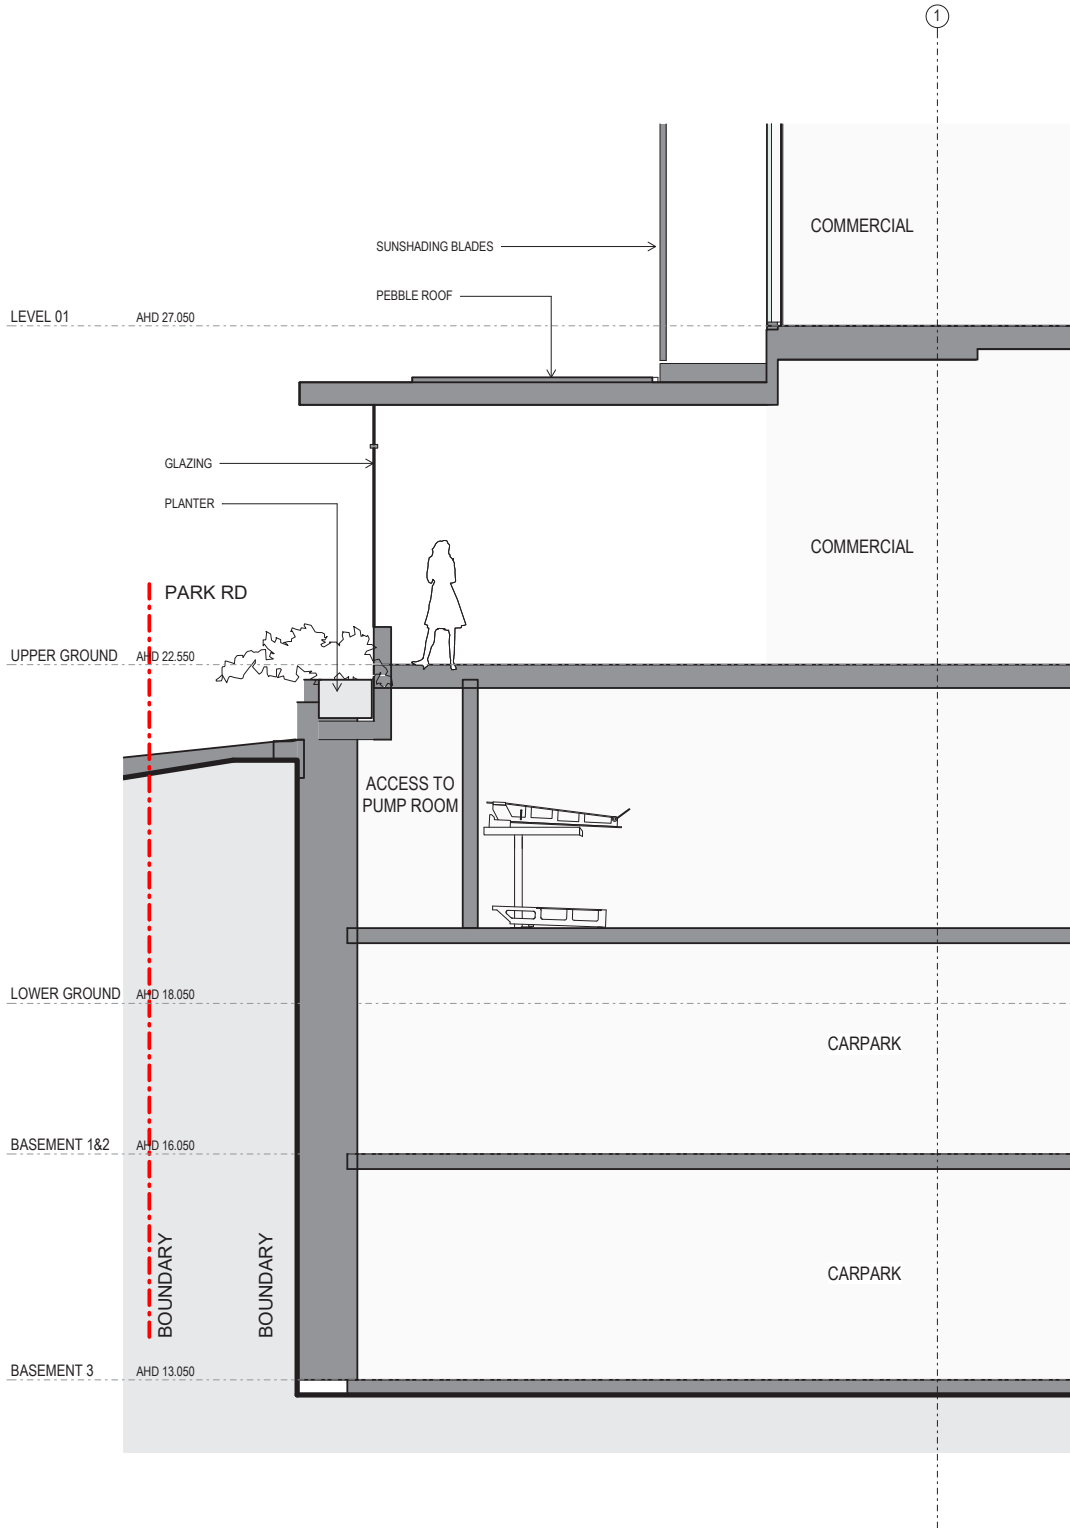 1
COMMERCIAL
SUNSHADING BLADES
PEBBLE ROOF
LEVEL 01 AHD 27.050
GLAZING
PLANTER
COMMERCIAL
PARK RD
UPPER GROUND AHD 22.550
ACCESS TO
PUMP ROOM
LOWER GROUND AHD 18.050
CARPARK
BASEMENT 1&2 AHD 16.050
BOUNDARY
BOUNDARY
CARPARK
BASEMENT 3 AHD 13.050